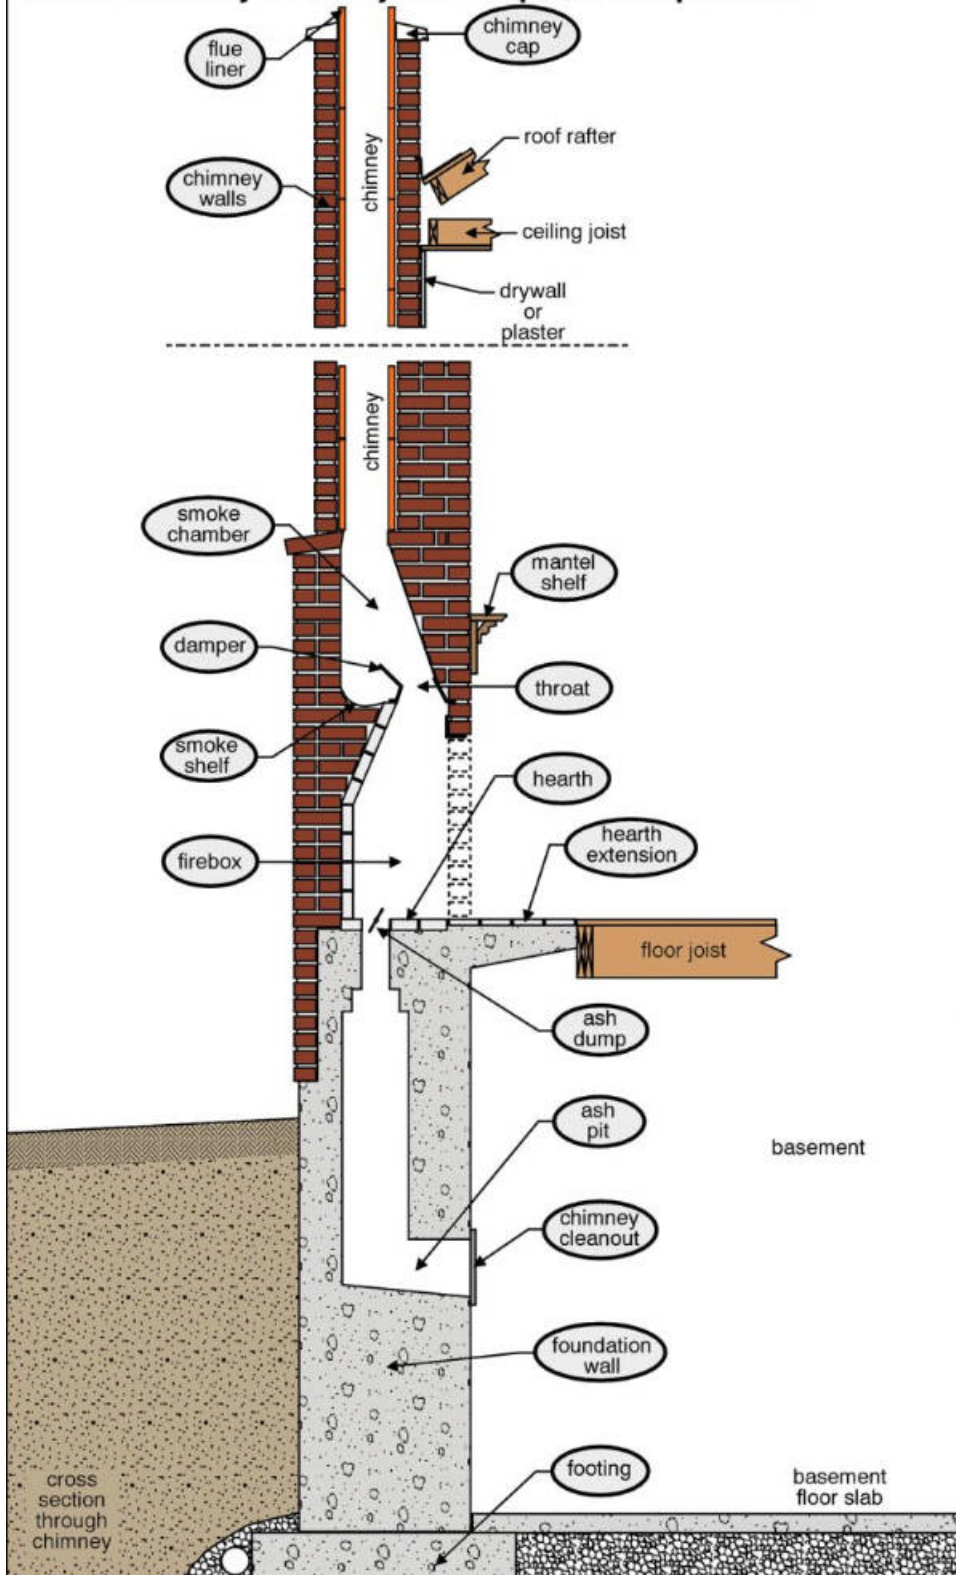 flue
liner
chimney
cap
roof rafter
chimney
walls
chimney
ceiling joist
drywall
or
plaster
chimney
smoke
chamber
mantel
shelf
damper
throat
smoke
shelf
hearth
hearth
extension
firebox
floor joist
ash
dump
ash
pit
basement
chimney
cleanout
foundation
wall
footing
cross
section
through
chimney
basement
floor slab